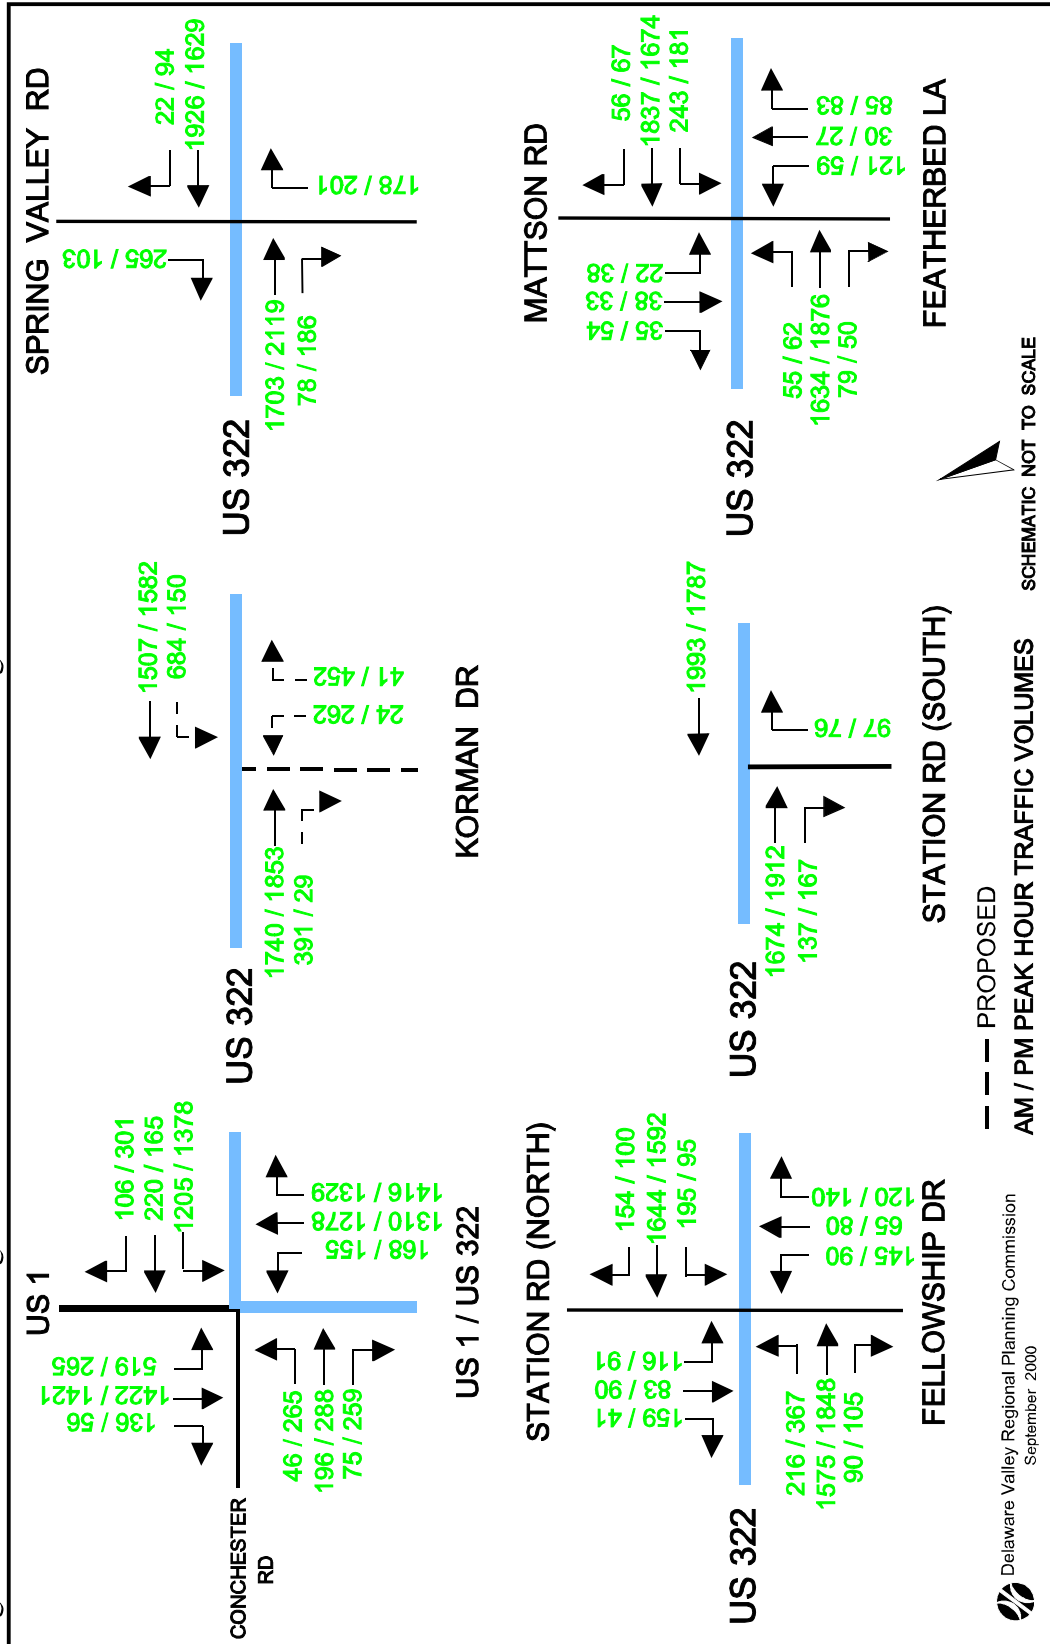 US 1
106 / 301
220 / 165
1205 / 1378
519 / 265
1422 / 1421
136 / 56
1416 / 1329
1310 / 1278
168 / 155
46 / 265
196 / 288
75 / 259
CONCHESTER
RD
US 1 / US 322
1507 / 1582
684 / 150
41 / 452
24 / 262
1740 / 1853
391 / 29
US 322
KORMAN DR
SPRING VALLEY RD
22 / 94
1926 / 1629
265 / 103
178 / 201
1703 / 2119
78 / 186
US 322
STATION RD (NORTH)
154 / 100
1644 / 1592
195 / 95
116 / 91
83 / 90
159 / 41
120 / 140
65 / 80
145 / 90
216 / 367
1575 / 1848
90 / 105
US 322
FELLOWSHIP DR
1993 / 1787
97 / 76
1674 / 1912
137 / 167
US 322
STATION RD (SOUTH)
MATTSON RD
56 / 67
1837 / 1674
243 / 181
22 / 38
38 / 33
35 / 54
85 / 83
30 / 27
121 / 59
55 / 62
1634 / 1876
79 / 50
US 322
FEATHERBED LA
PROPOSED
AM / PM PEAK HOUR TRAFFIC VOLUMES
SCHEMATIC NOT TO SCALE
Delaware Valley Regional Planning Commission
September 2000